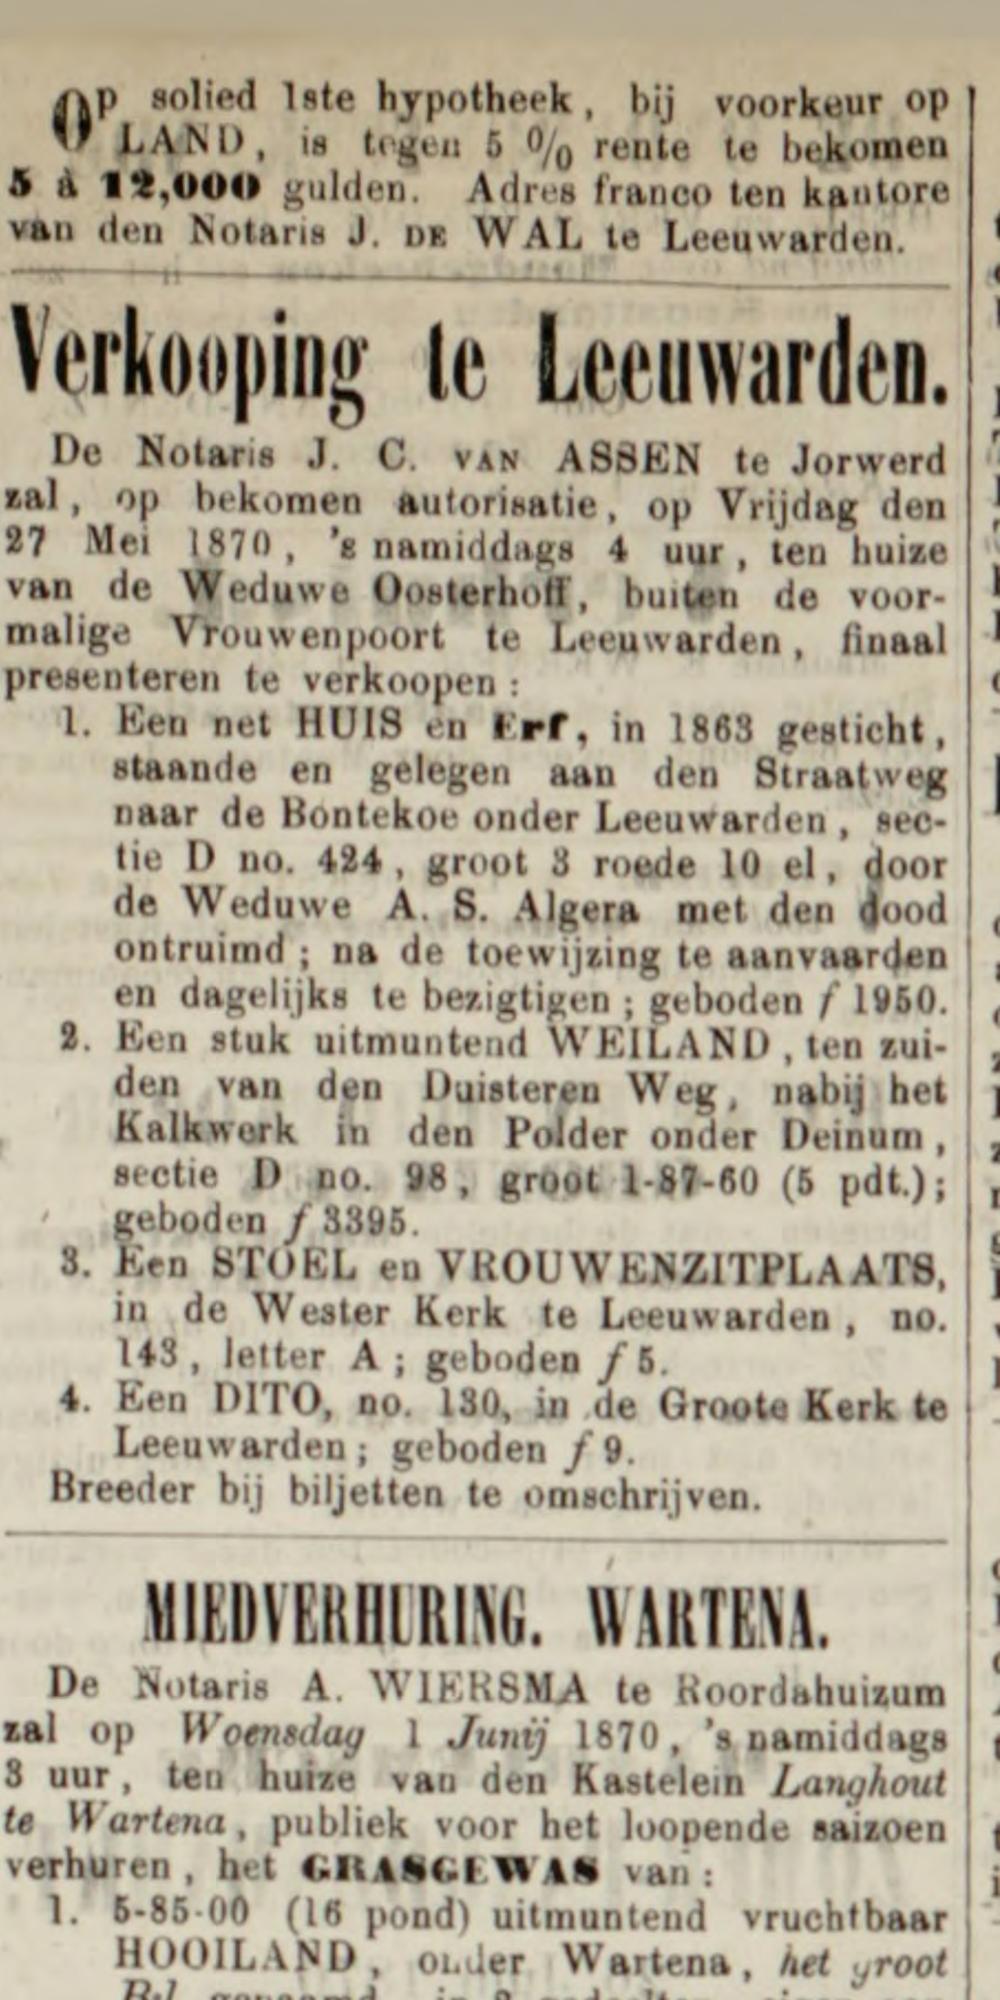 Op solied 1ste hypotheek, bij voorkeur op
LAND, is tegen 5 % rente te bekomen
5 à 12,000 gulden. Adres franco ten kantore
van den Notaris J. DE WAL te Leeuwarden.
Verkooping te Leeuwarden.
De Notaris J. C. VAN ASSEN te Jorwerd
zal, op bekomen autorisatie, op Vrijdag den
27 Mei 1870, 's namiddags 4 uur, ten huize
van de Weduwe Oosterhoff, buiten de voor-
malige Vrouwenpoort te Leeuwarden, finaal
presenteren te verkoopen:
1. Een net HUIS en Erf, in 1863 gesticht,
staande en gelegen aan den Straatweg
naar de Bontekoe onder Leeuwarden, sec-
tie D no. 424, groot 3 roede 10 el, door
de Weduwe A. S. Algera met den dood
ontruimd; na de toewijzing te aanvaarden
en dagelijks te bezigtigen; geboden f 1950.
2. Een stuk uitmuntend WEILAND, ten zui-
den van den Duisteren Weg, nabij het
Kalkwerk in den Polder onder Deinum,
sectie D no. 98, groot 1-87-60 (5 pdt.);
geboden f 3395.
3. Een STOEL en VROUWENZITPLAATS,
in de Wester Kerk te Leeuwarden, no.
143, letter A; geboden f 5.
4. Een DITO, no. 130, in de Groote Kerk te
Leeuwarden; geboden f 9.
Breeder bij biljetten te omschrijven.
MIEDVERHURING. WARTENA.
De Notaris A. WIERSMA te Roordahuizum
zal op Woensdag 1 Junij 1870, 's namiddags
3 uur, ten huize van den Kastelein Langhout
te Wartena, publiek voor het loopende saizoen
verhuren, het GRASGEWAS van:
1. 5-85-00 (16 pond) uitmuntend vruchtbaar
HOOILAND, onder Wartena, het groot